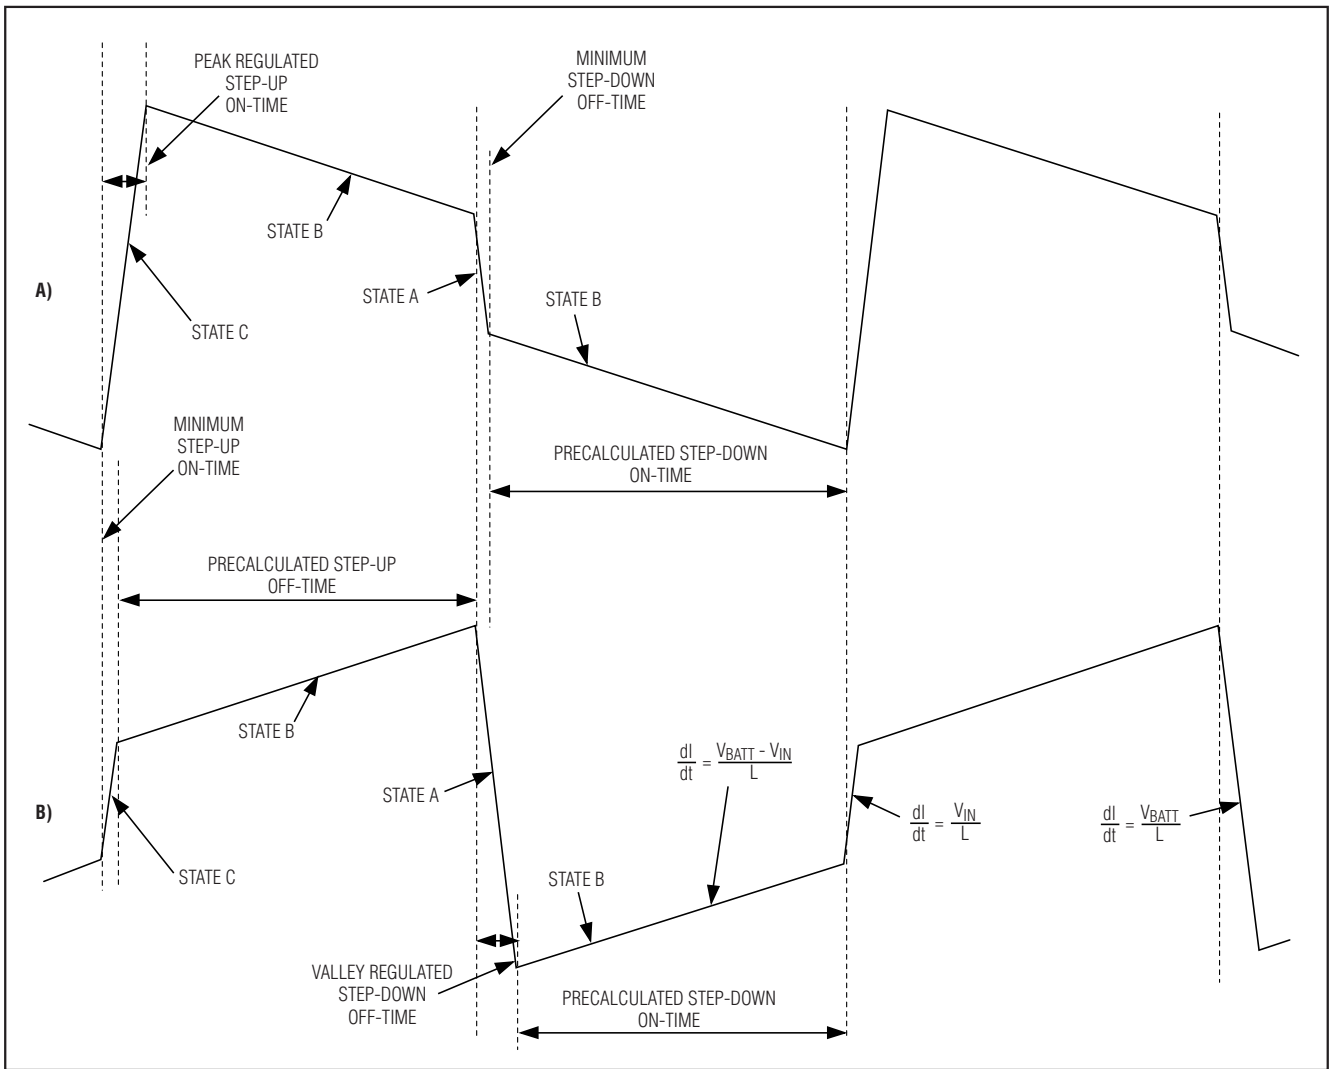 PEAK REGULATED
STEP-UP
ON-TIME
MINIMUM
STEP-DOWN
OFF-TIME
STATE B
STATE A
STATE B
A)
STATE C
MINIMUM
STEP-UP
ON-TIME
PRECALCULATED STEP-DOWN
ON-TIME
PRECALCULATED STEP-UP
OFF-TIME
STATE B
STATE A
dI/dt = (VBATT - VIN)/L
B)
dI/dt = VIN/L
dI/dt = VBATT/L
STATE C
STATE B
VALLEY REGULATED
STEP-DOWN
OFF-TIME
PRECALCULATED STEP-DOWN
ON-TIME